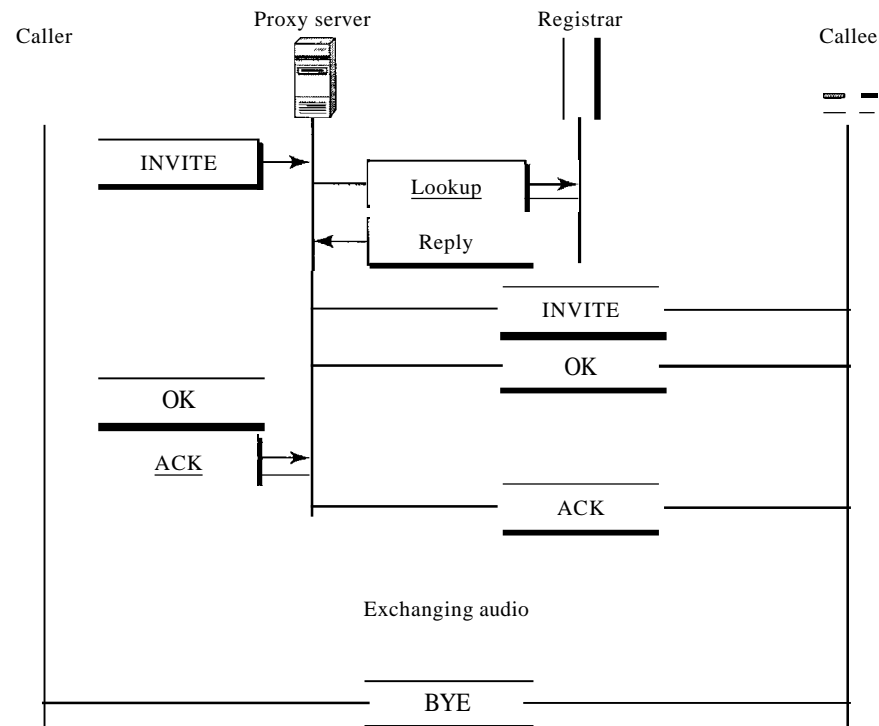 Proxy server
Registrar
Caller
Callee
INVITE
Lookup
Reply
INVITE
OK
OK
ACK
ACK
Exchanging audio
BYE